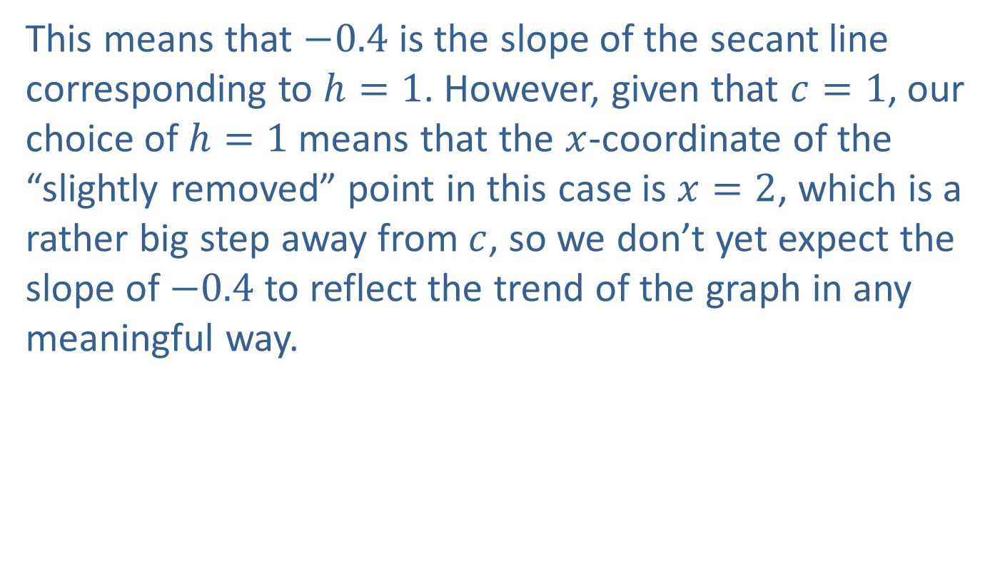 This means that −0.4 is the slope of the secant line
corresponding to h = 1. However, given that c = 1, our
choice of h = 1 means that the x-coordinate of the
“slightly removed” point in this case is x = 2, which is a
rather big step away from c, so we don’t yet expect the
slope of −0.4 to reflect the trend of the graph in any
meaningful way.